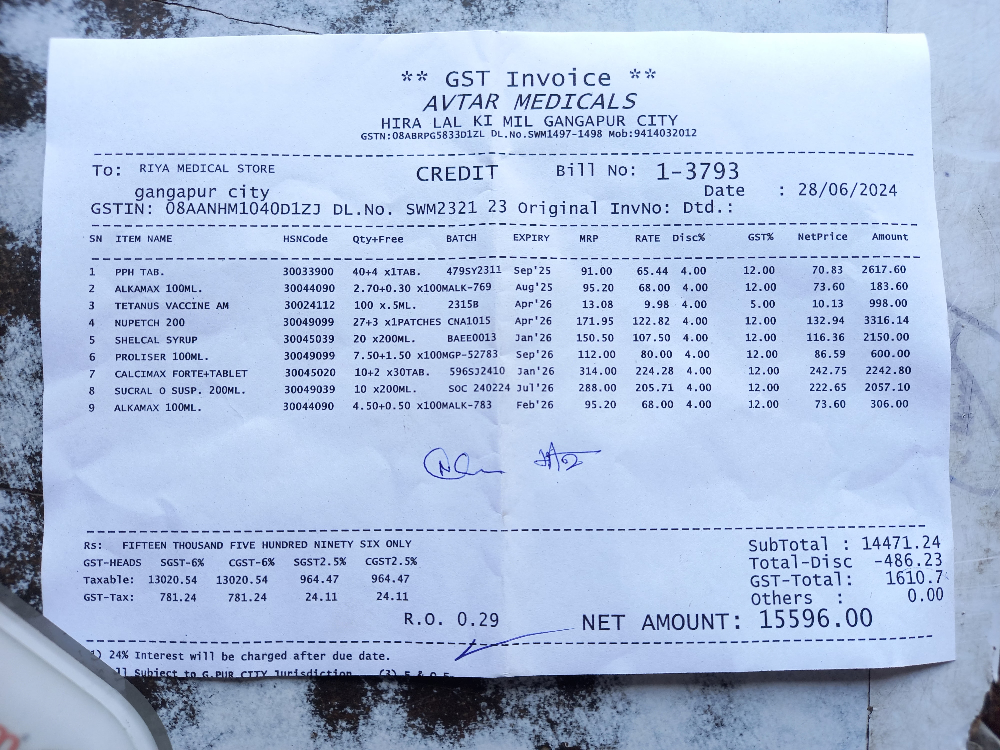 ** GST Invoice **
AVTAR MEDICALS
HIRA LAL KI MIL GANGAPUR CITY
GSTN:08ABRPG5833D1ZL DL.No.SWM1497-1498 Mob:9414032012
To: RIYA MEDICAL STORE CREDIT Bill No: 1-3793
gangapur city Date : 28/06/2024
GSTIN: 08AANHM1040D1ZJ DL.No. SWM2321 23 Original InvNo: Dtd.:
SN ITEM NAME HSNCode Qty+Free BATCH EXPIRY MRP RATE Disc% GST% NetPrice Amount
1 PPH TAB. 30033900 40+4 x1TAB. 479SY2311 Sep'25 91.00 65.44 4.00 12.00 70.83 2617.60
2 ALKAMAX 100ML. 30044090 2.70+0.30 x100MALK-769 Aug'25 95.20 68.00 4.00 12.00 73.60 183.60
3 TETANUS VACCINE AM 30024112 100 x.5ML. 2315B Apr'26 13.08 9.98 4.00 5.00 10.13 998.00
4 NUPETCH 200 30049099 27+3 x1PATCHES CNA1015 Apr'26 171.95 122.82 4.00 12.00 132.94 3316.14
5 SHELCAL SYRUP 30045039 20 x200ML. BAEE0013 Jan'26 150.50 107.50 4.00 12.00 116.36 2150.00
6 PROLISER 100ML. 30049099 7.50+1.50 x100MGP-52783 Sep'26 112.00 80.00 4.00 12.00 86.59 600.00
7 CALCIMAX FORTE+TABLET 30045020 10+2 x30TAB. 596SJ2410 Jan'26 314.00 224.28 4.00 12.00 242.75 2242.80
8 SUCRAL O SUSP. 200ML. 30049039 10 x200ML. SOC 240224 Jul'26 288.00 205.71 4.00 12.00 222.65 2057.10
9 ALKAMAX 100ML. 30044090 4.50+0.50 x100MALK-783 Feb'26 95.20 68.00 4.00 12.00 73.60 306.00
Rs: FIFTEEN THOUSAND FIVE HUNDRED NINETY SIX ONLY SubTotal : 14471.24
GST-HEADS SGST-6% CGST-6% SGST2.5% CGST2.5% Total-Disc -486.23
Taxable: 13020.54 13020.54 964.47 964.47 GST-Total: 1610.7
GST-Tax: 781.24 781.24 24.11 24.11 Others : 0.00
R.O. 0.29 NET AMOUNT: 15596.00
) 24% Interest will be charged after due date.
Subject to G.PUR CITY Jurisdiction (3) E & O E